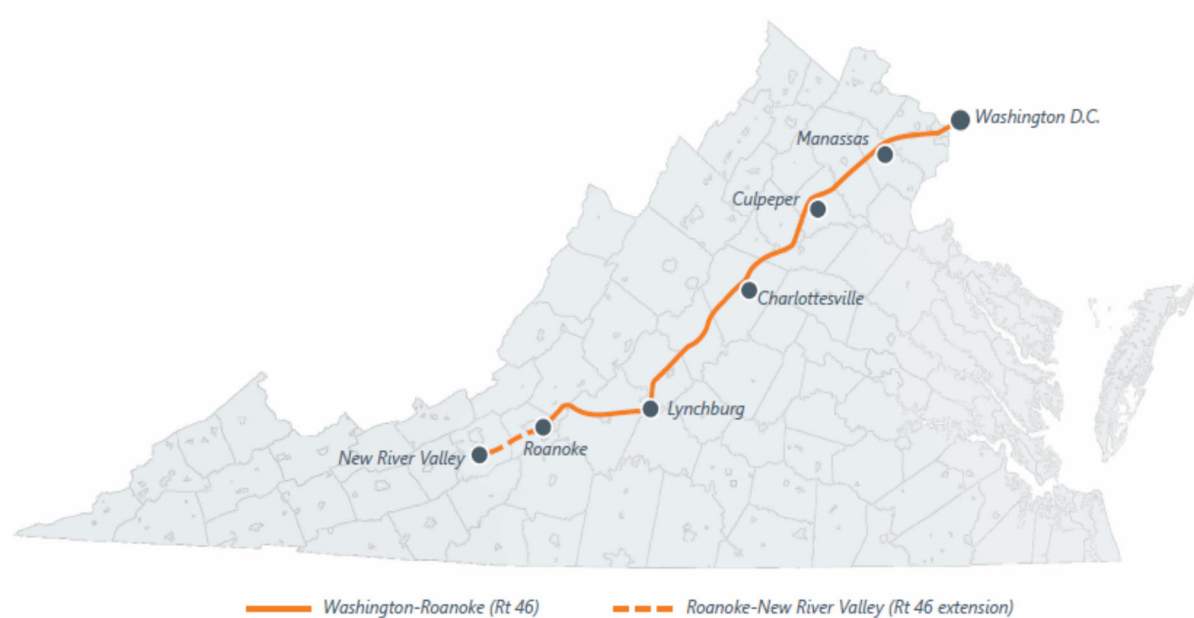 Washington D.C.
Manassas
Culpeper
Charlottesville
Lynchburg
Roanoke
New River Valley
Washington-Roanoke (Rt 46)
Roanoke-New River Valley (Rt 46 extension)